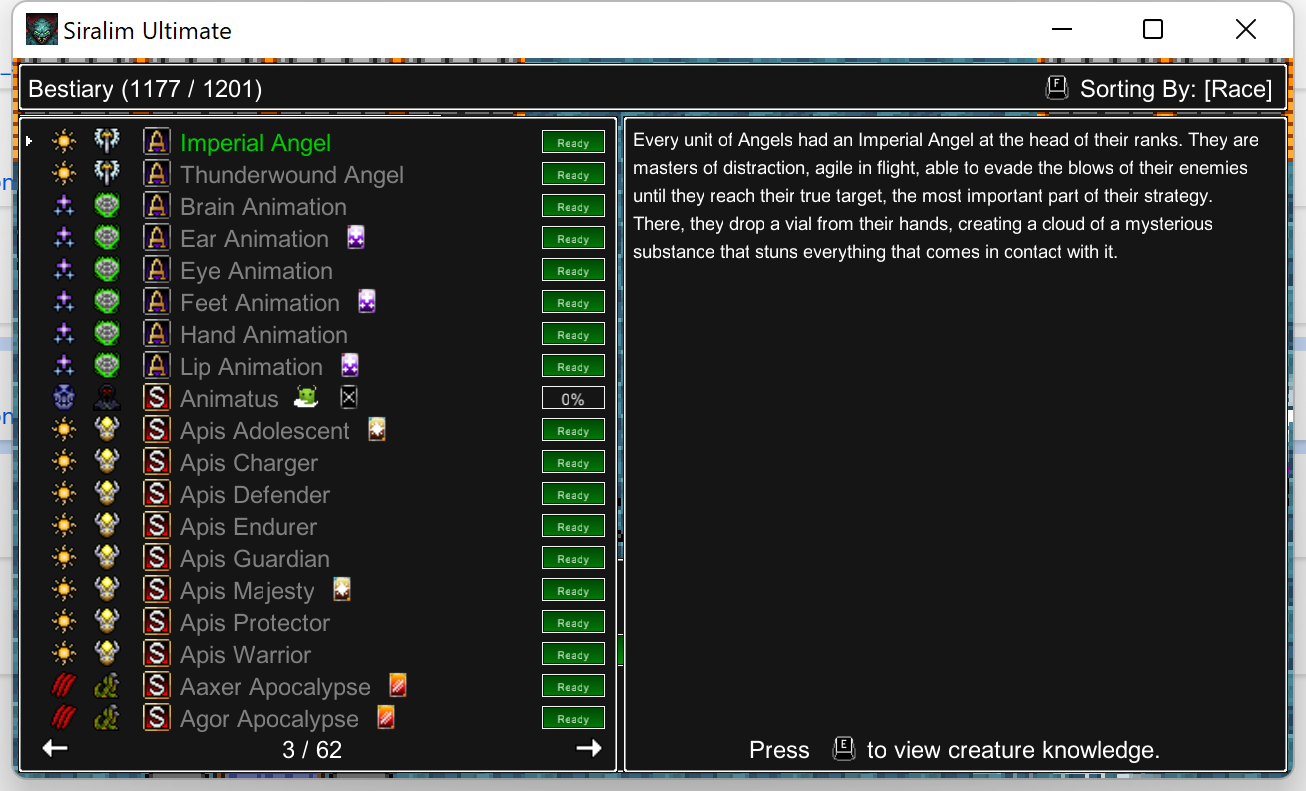 Siralim Ultimate
Bestiary (1177 / 1201)
F Sorting By: [Race]
A Imperial Angel Ready
A Thunderwound Angel Ready
A Brain Animation Ready
A Ear Animation Ready
A Eye Animation Ready
A Feet Animation Ready
A Hand Animation Ready
A Lip Animation Ready
S Animatus 0%
S Apis Adolescent Ready
S Apis Charger Ready
S Apis Defender Ready
S Apis Endurer Ready
S Apis Guardian Ready
S Apis Majesty Ready
S Apis Protector Ready
S Apis Warrior Ready
S Aaxer Apocalypse Ready
S Agor Apocalypse Ready
3 / 62
Every unit of Angels had an Imperial Angel at the head of their ranks. They are
masters of distraction, agile in flight, able to evade the blows of their enemies
until they reach their true target, the most important part of their strategy.
There, they drop a vial from their hands, creating a cloud of a mysterious
substance that stuns everything that comes in contact with it.
Press E to view creature knowledge.